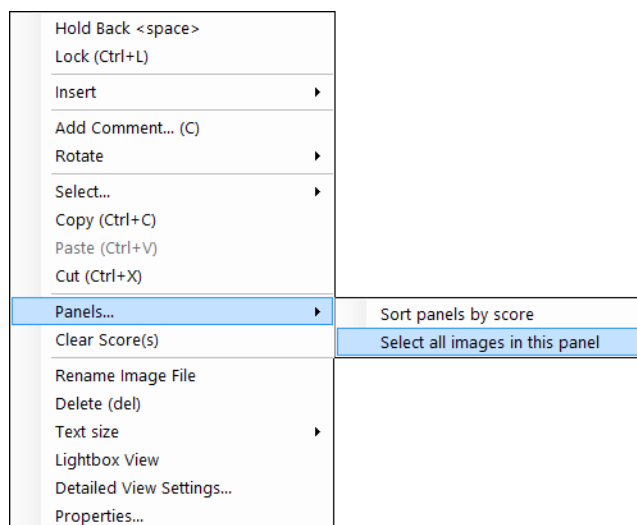 Hold Back <space>
Lock (Ctrl+L)
Insert
Add Comment... (C)
Rotate
Select...
Copy (Ctrl+C)
Paste (Ctrl+V)
Cut (Ctrl+X)
Panels...
Sort panels by score
Clear Score(s)
Select all images in this panel
Rename Image File
Delete (del)
Text size
Lightbox View
Detailed View Settings...
Properties...